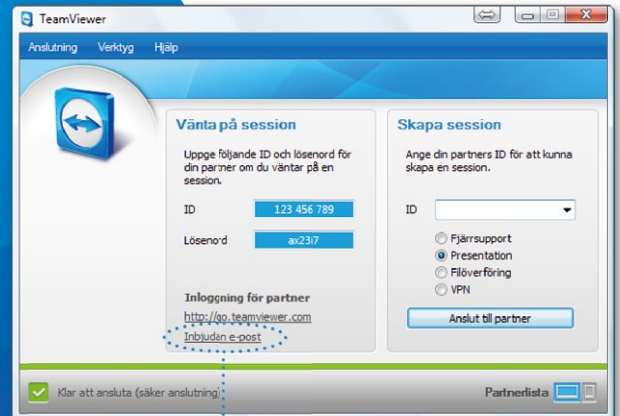 TeamViewer
Anslutning Verktyg Hjälp
Vänta på session
Uppge följande ID och lösenord för
din partner om du väntar på en
session.
ID 123 456 789
Lösenord ax23i7
Inloggning för partner
http://go.teamviewer.com
Inbjudan e-post
Skapa session
Ange din partners ID för att kunna
skapa en session.
ID
Fjärrsupport
Presentation
Filöverföring
VPN
Anslut till partner
Klar att ansluta (säker anslutning)
Partnerlista